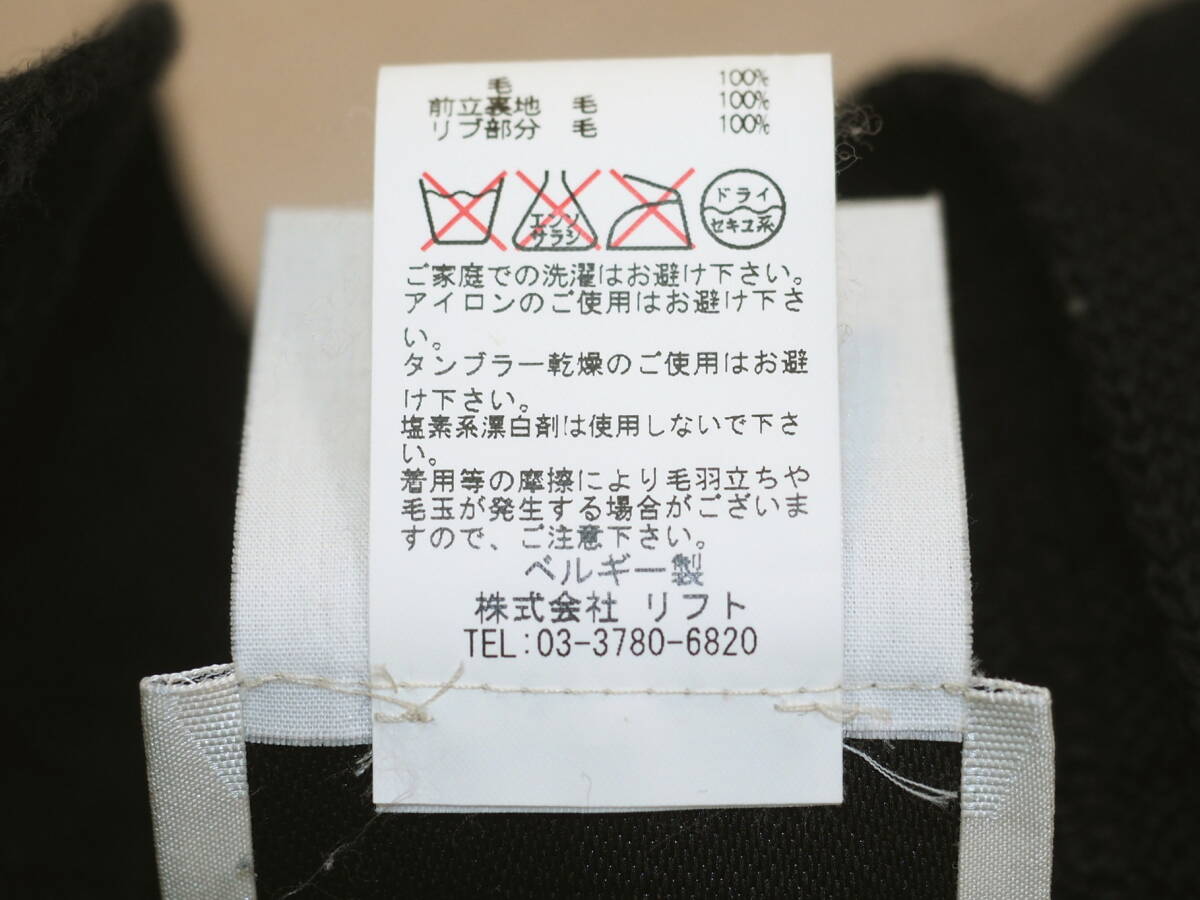 毛 100%
前立裏地 毛 100%
リブ部分 毛 100%
エンソ
サラシ
ドライ
セキユ系
ご家庭での洗濯はお避け下さい。
アイロンのご使用はお避け下さ
い。
タンブラー乾燥のご使用はお避
け下さい。
塩素系漂白剤は使用しないで下さ
い。
着用等の摩擦により毛羽立ちや
毛玉が発生する場合がございま
すので、ご注意下さい。
ベルギー製
株式会社 リフト
TEL:03-3780-6820